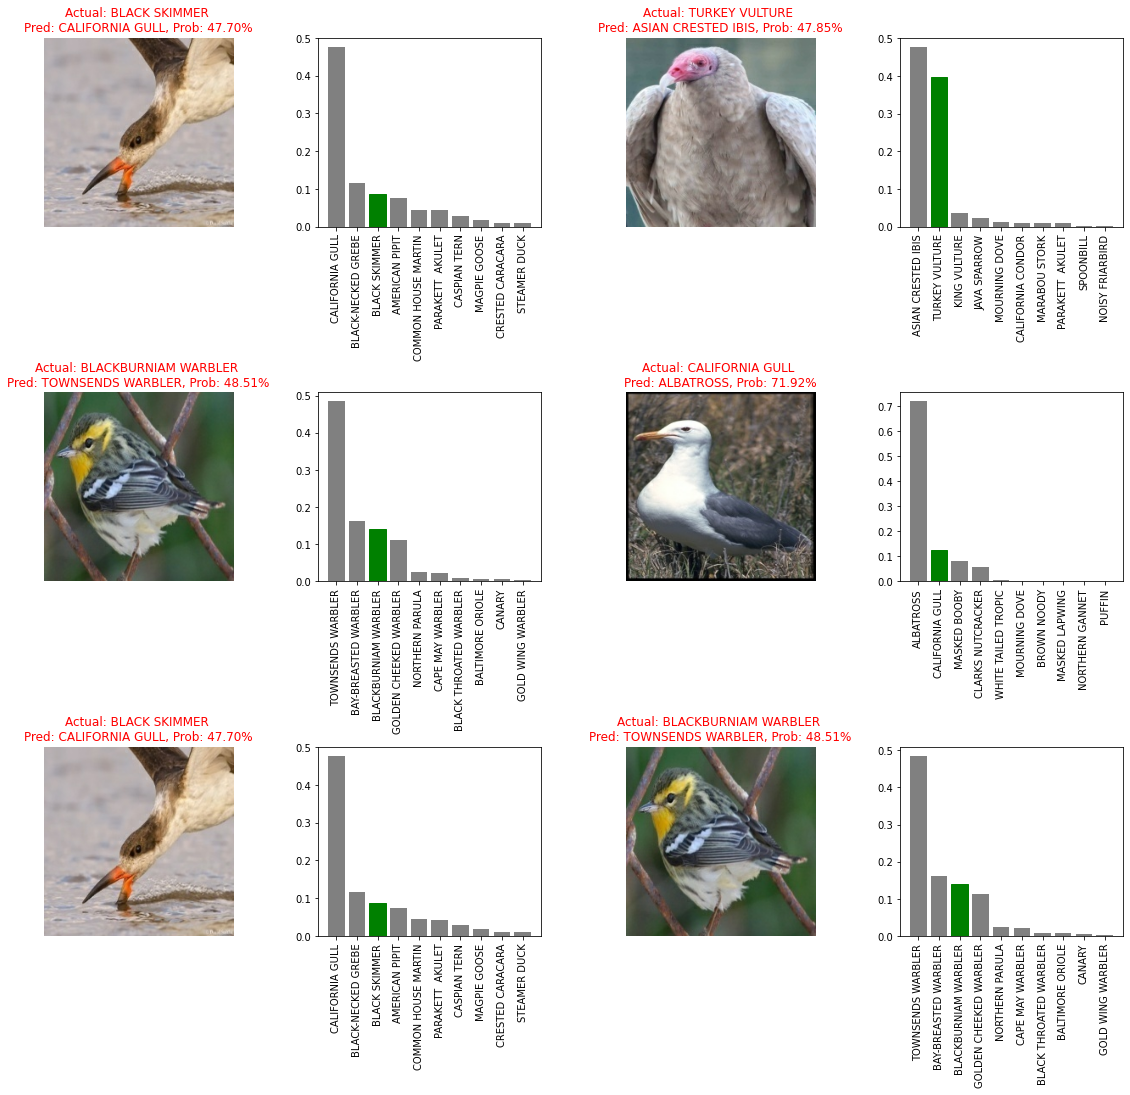 Actual: BLACK SKIMMER
Pred: CALIFORNIA GULL, Prob: 47.70%
0.5
0.4
0.3
0.2
0.1
0.0
CALIFORNIA GULL
BLACK-NECKED GREBE
BLACK SKIMMER
AMERICAN PIPIT
COMMON HOUSE MARTIN
PARAKETT  AKULET
CASPIAN TERN
MAGPIE GOOSE
CRESTED CARACARA
STEAMER DUCK
Actual: TURKEY VULTURE
Pred: ASIAN CRESTED IBIS, Prob: 47.85%
0.5
0.4
0.3
0.2
0.1
0.0
ASIAN CRESTED IBIS
TURKEY VULTURE
KING VULTURE
JAVA SPARROW
MOURNING DOVE
CALIFORNIA CONDOR
MARABOU STORK
PARAKETT  AKULET
SPOONBILL
NOISY FRIARBIRD
Actual: BLACKBURNIAM WARBLER
Pred: TOWNSENDS WARBLER, Prob: 48.51%
0.5
0.4
0.3
0.2
0.1
0.0
TOWNSENDS WARBLER
BAY-BREASTED WARBLER
BLACKBURNIAM WARBLER
GOLDEN CHEEKED WARBLER
NORTHERN PARULA
CAPE MAY WARBLER
BLACK THROATED WARBLER
BALTIMORE ORIOLE
CANARY
GOLD WING WARBLER
Actual: CALIFORNIA GULL
Pred: ALBATROSS, Prob: 71.92%
0.7
0.6
0.5
0.4
0.3
0.2
0.1
0.0
ALBATROSS
CALIFORNIA GULL
MASKED BOOBY
CLARKS NUTCRACKER
WHITE TAILED TROPIC
MOURNING DOVE
BROWN NOODY
MASKED LAPWING
NORTHERN GANNET
PUFFIN
Actual: BLACK SKIMMER
Pred: CALIFORNIA GULL, Prob: 47.70%
0.5
0.4
0.3
0.2
0.1
0.0
CALIFORNIA GULL
BLACK-NECKED GREBE
BLACK SKIMMER
AMERICAN PIPIT
COMMON HOUSE MARTIN
PARAKETT  AKULET
CASPIAN TERN
MAGPIE GOOSE
CRESTED CARACARA
STEAMER DUCK
Actual: BLACKBURNIAM WARBLER
Pred: TOWNSENDS WARBLER, Prob: 48.51%
0.5
0.4
0.3
0.2
0.1
0.0
TOWNSENDS WARBLER
BAY-BREASTED WARBLER
BLACKBURNIAM WARBLER
GOLDEN CHEEKED WARBLER
NORTHERN PARULA
CAPE MAY WARBLER
BLACK THROATED WARBLER
BALTIMORE ORIOLE
CANARY
GOLD WING WARBLER